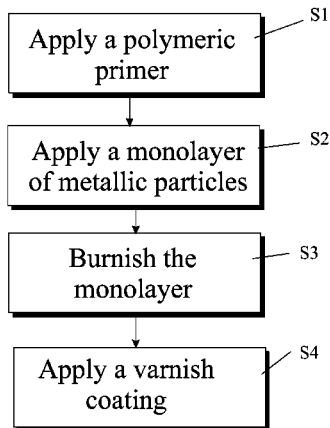 S1
Apply a polymeric
primer
S2
Apply a monolayer
of metallic particles
S3
Burnish the
monolayer
S4
Apply a varnish
coating